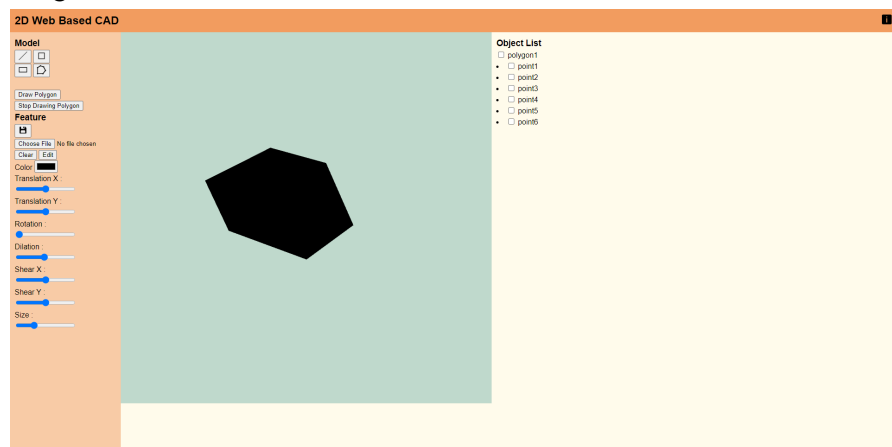 2D Web Based CAD
i
Model
Draw Polygon
Stop Drawing Polygon
Feature
Choose File No file chosen
Clear Edit
Color
Translation X :
Translation Y :
Rotation :
Dilation :
Shear X :
Shear Y :
Size :
Object List
polygon1
point1
point2
point3
point4
point5
point6